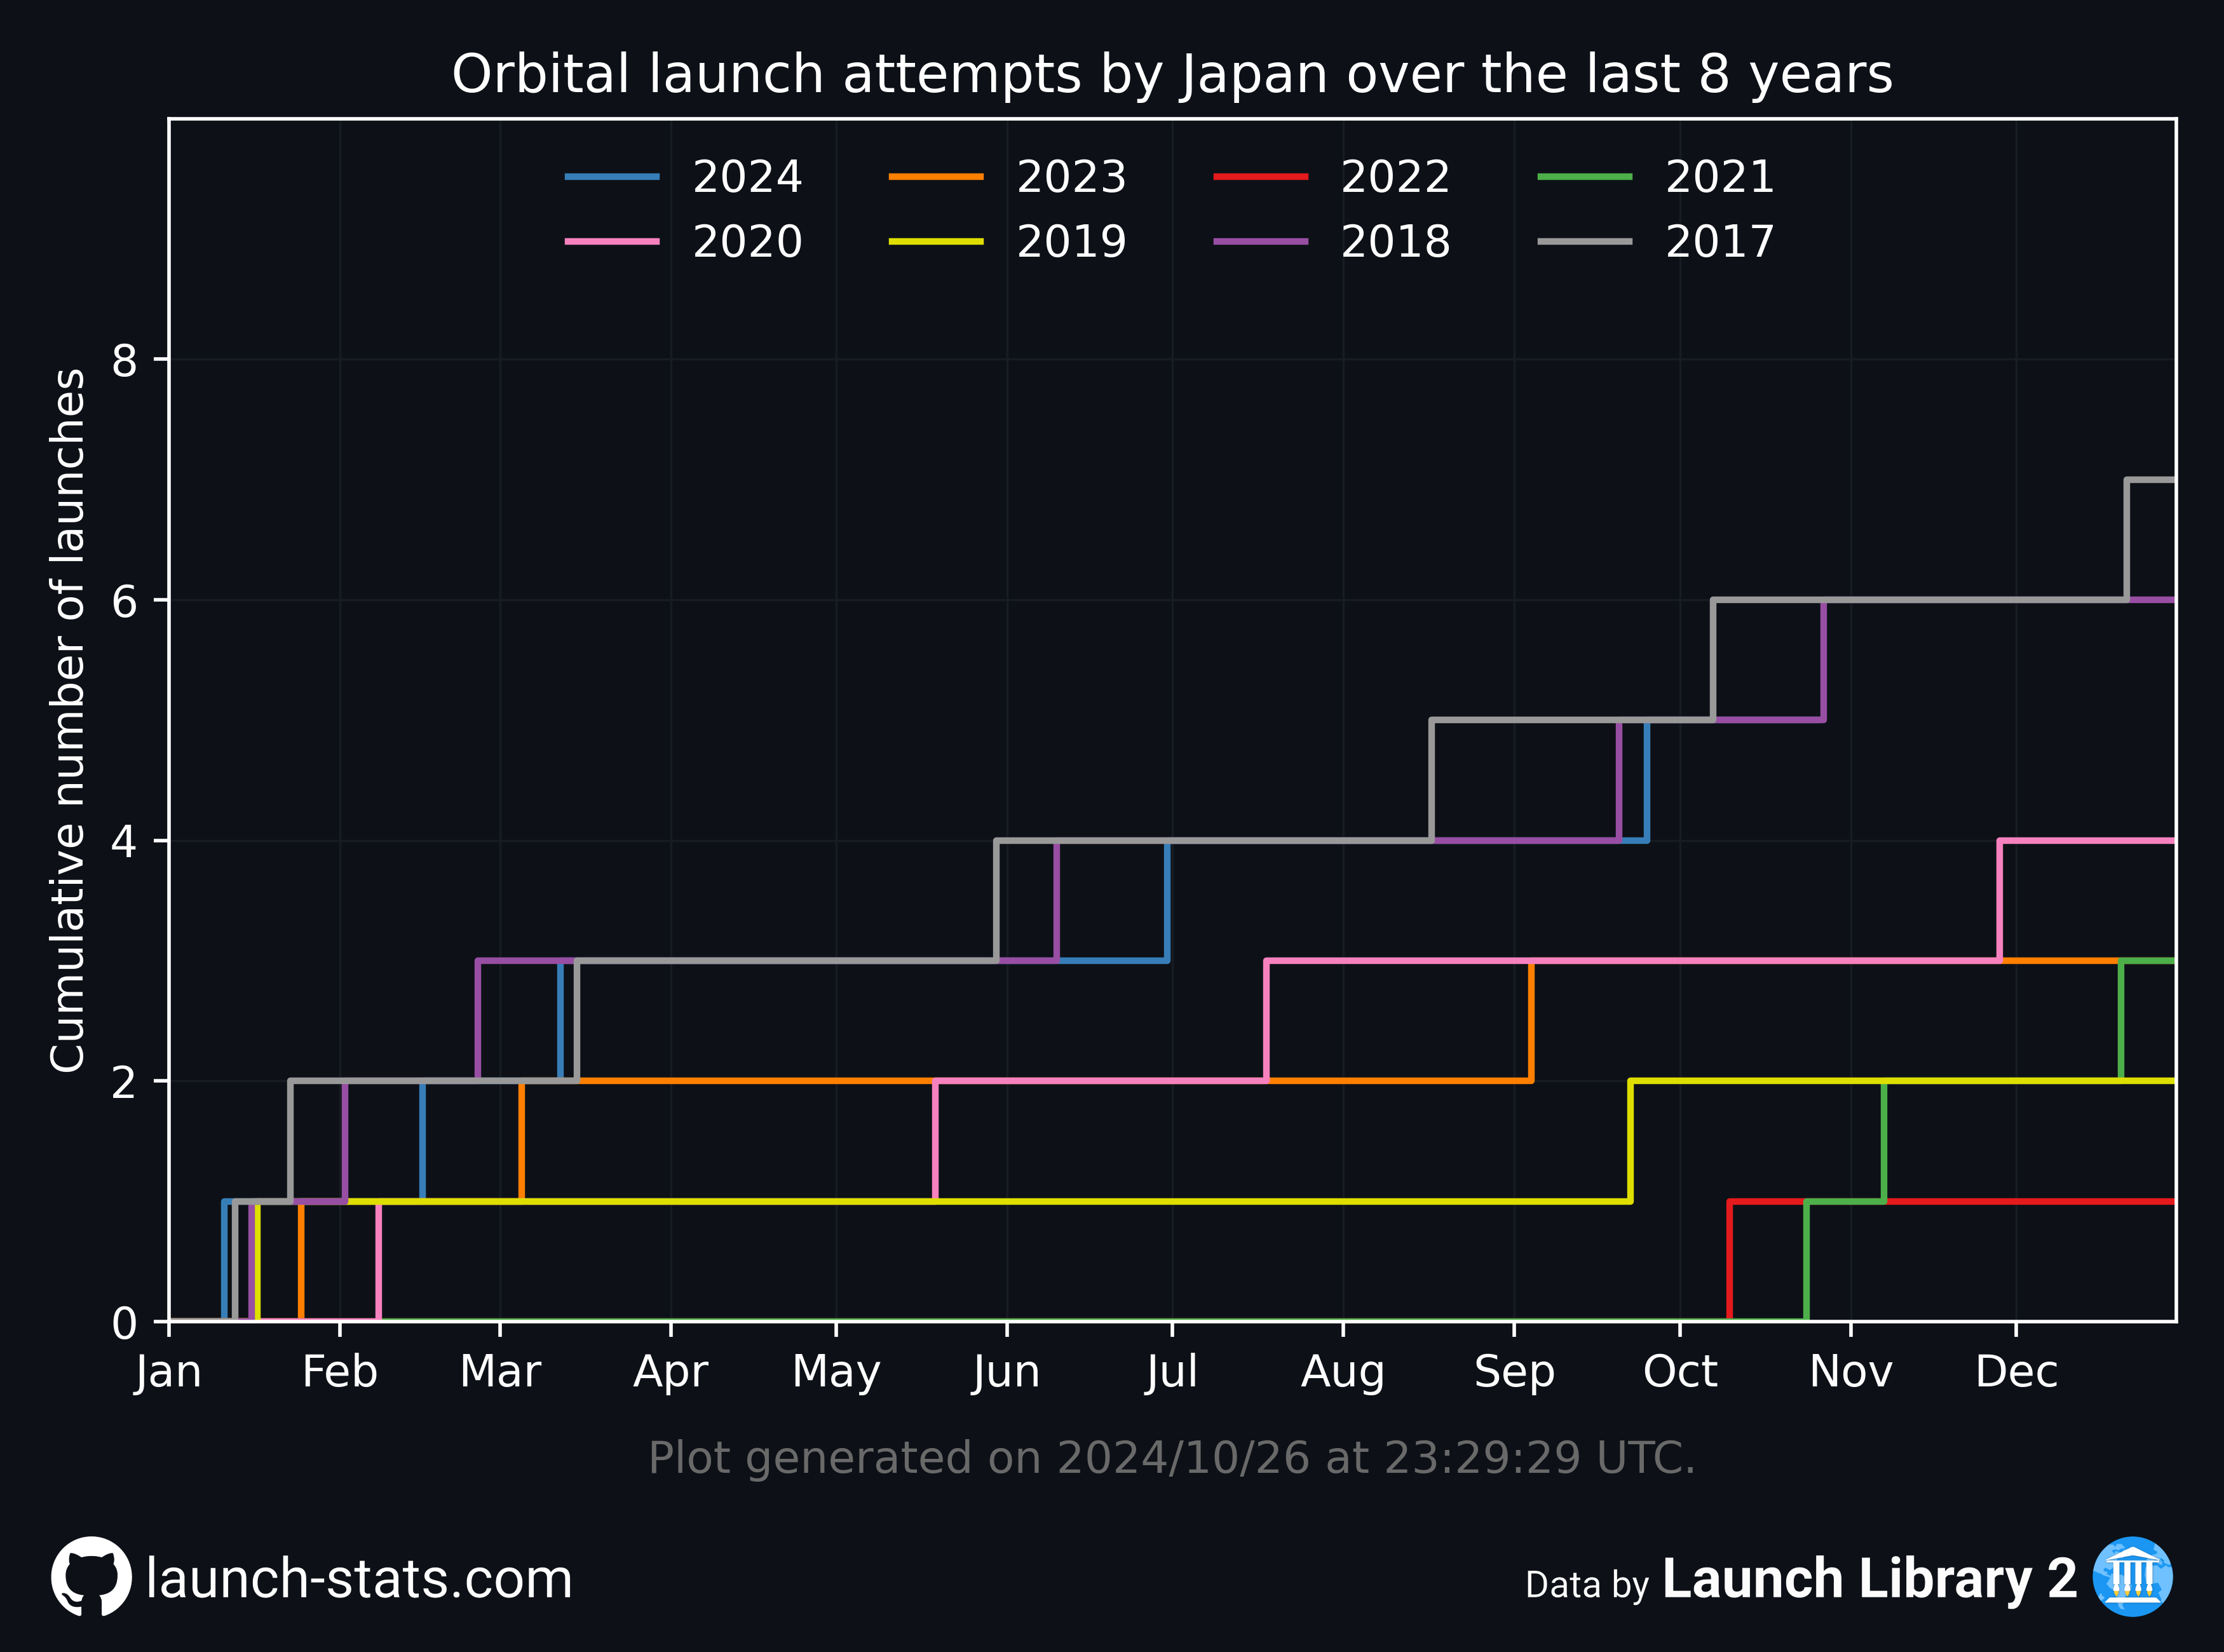 Orbital launch attempts by Japan over the last 8 years
2024 2023 2022 2021
2020 2019 2018 2017
Cumulative number of launches
8
6
4
2
0
Jan Feb Mar Apr May Jun Jul Aug Sep Oct Nov Dec
Plot generated on 2024/10/26 at 23:29:29 UTC.
launch-stats.com
Data by Launch Library 2